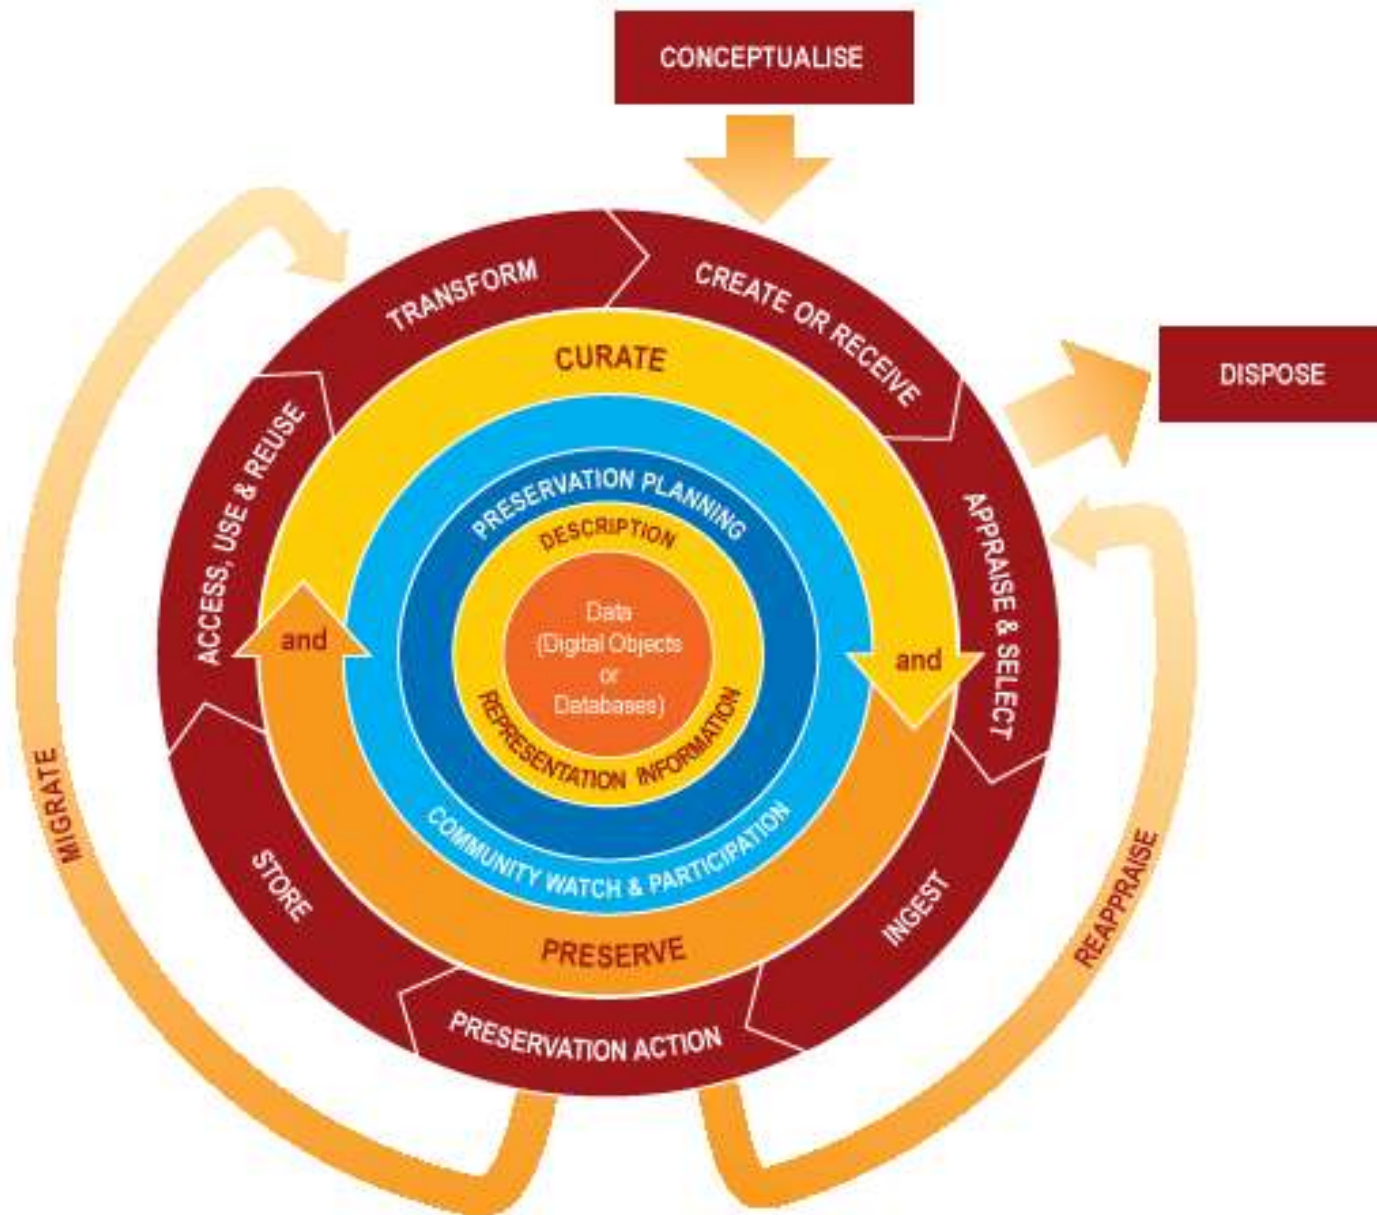 CONCEPTUALISE
TRANSFORM
CREATE OR RECEIVE
CURATE
DISPOSE
ACCESS, USE & REUSE
PRESERVATION PLANNING
DESCRIPTION
APPRAISE & SELECT
Data
(Digital Objects
or
Databases)
and
and
REPRESENTATION INFORMATION
COMMUNITY WATCH & PARTICIPATION
MIGRATE
STORE
PRESERVE
INGEST
REAPPRAISE
PRESERVATION ACTION